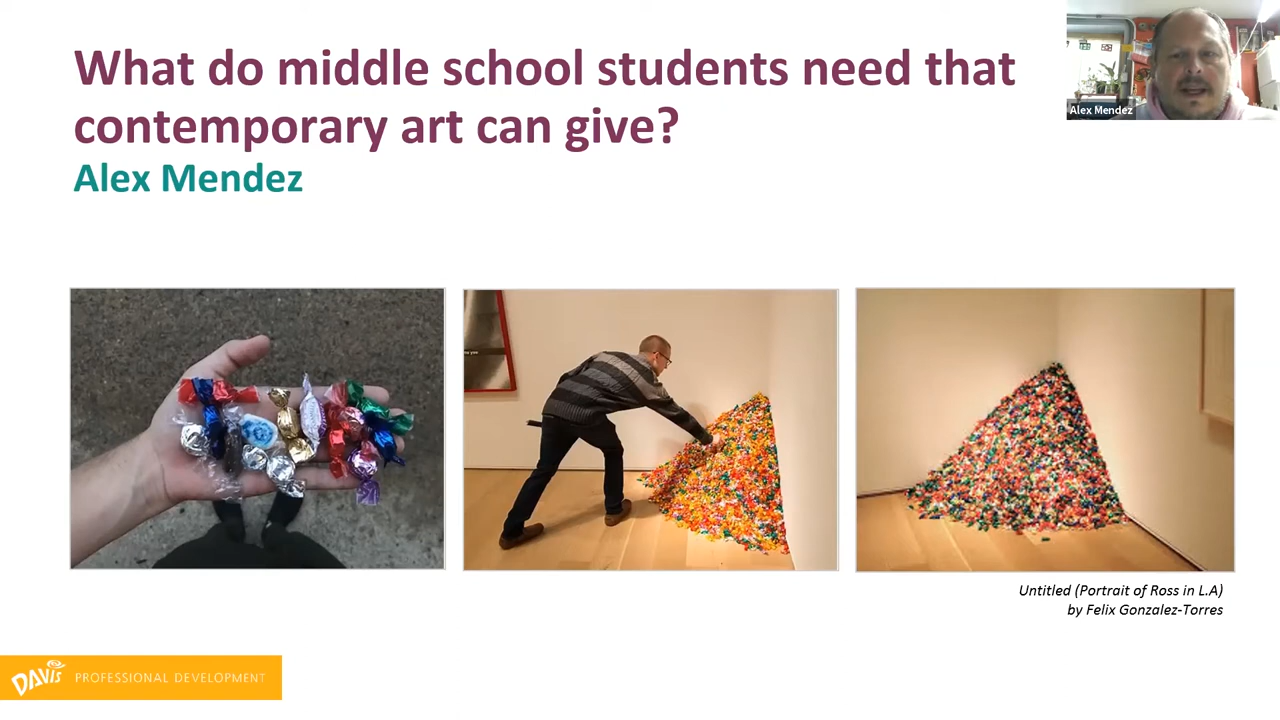 What do middle school students need that
contemporary art can give?
Alex Mendez
Alex Mendez
Untitled (Portrait of Ross in L.A)
by Felix Gonzalez-Torres
DAVIS PROFESSIONAL DEVELOPMENT